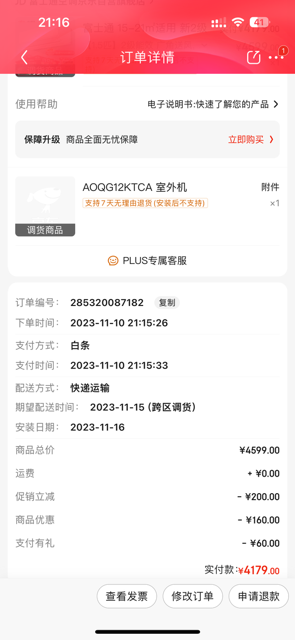 21:16
41
订单详情
1
使用帮助
电子说明书:快速了解您的产品
保障升级 商品全面无忧保障 立即购买
AOQG12KTCA 室外机 附件
支持7天无理由退货(安装后不支持) ×1
调货商品
PLUS专属客服
订单编号: 285320087182 复制
下单时间: 2023-11-10 21:15:26
支付方式: 白条
支付时间: 2023-11-10 21:15:33
配送方式: 快递运输
期望配送时间: 2023-11-15 (跨区调货)
安装日期: 2023-11-16
商品总价 ¥4599.00
运费 + ¥0.00
促销立减 - ¥200.00
商品优惠 - ¥160.00
支付有礼 - ¥60.00
实付款:¥4179.00
查看发票 修改订单 申请退款